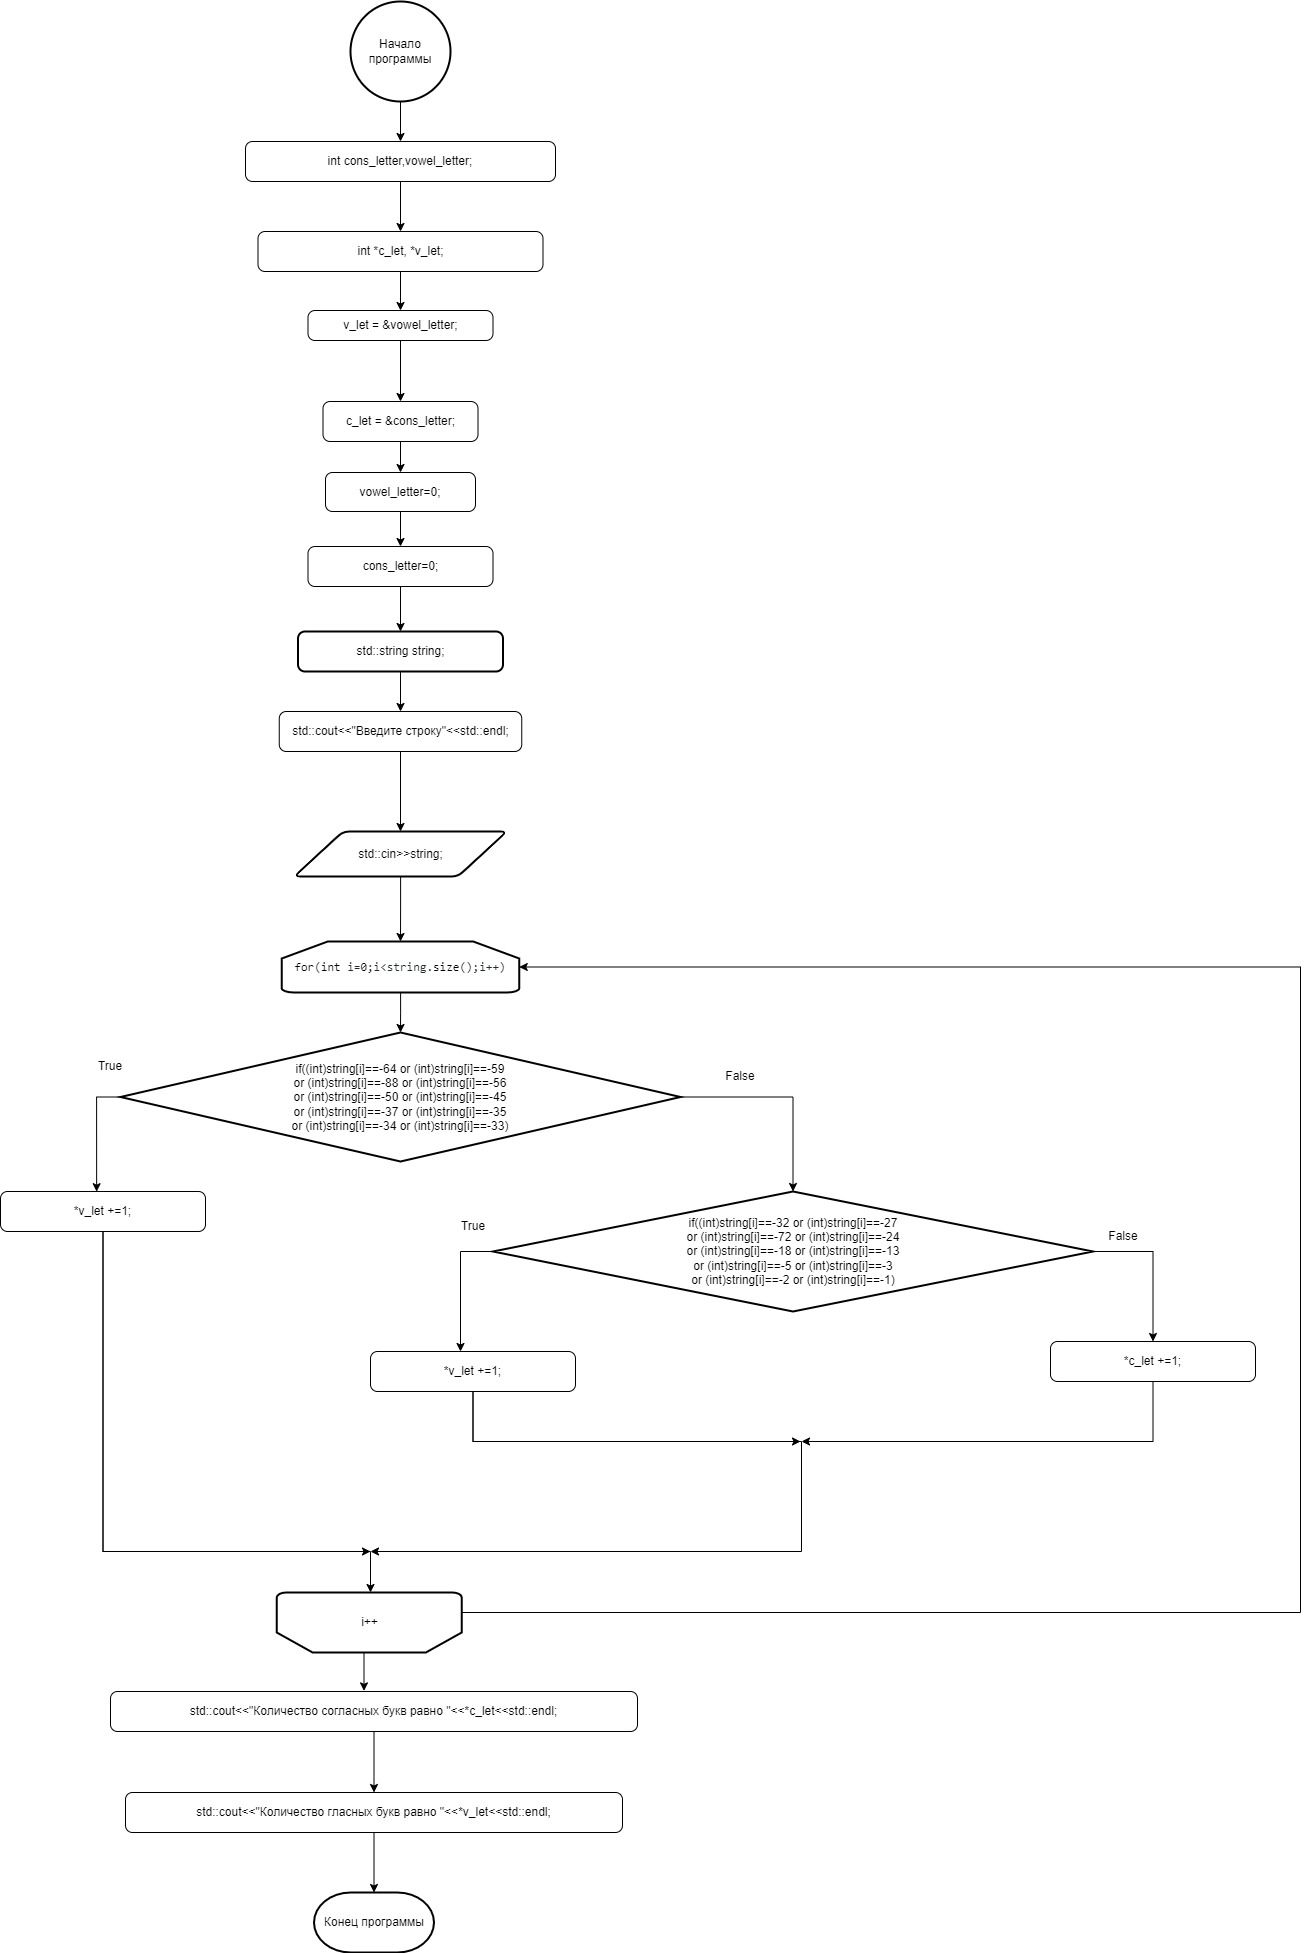 Начало
программы
int cons_letter,vowel_letter;
int *c_let, *v_let;
v_let = &vowel_letter;
c_let = &cons_letter;
vowel_letter=0;
cons_letter=0;
std::string string;
std::cout<<"Введите строку"<<std::endl;
std::cin>>string;
for(int i=0;i<string.size();i++)
True
if((int)string[i]==-64 or (int)string[i]==-59
or (int)string[i]==-88 or (int)string[i]==-56
or (int)string[i]==-50 or (int)string[i]==-45
or (int)string[i]==-37 or (int)string[i]==-35
or (int)string[i]==-34 or (int)string[i]==-33)
False
*v_let +=1;
True
if((int)string[i]==-32 or (int)string[i]==-27
or (int)string[i]==-72 or (int)string[i]==-24
or (int)string[i]==-18 or (int)string[i]==-13
or (int)string[i]==-5 or (int)string[i]==-3
or (int)string[i]==-2 or (int)string[i]==-1)
False
*v_let +=1;
*c_let +=1;
i++
std::cout<<"Количество согласных букв равно "<<*c_let<<std::endl;
std::cout<<"Количество гласных букв равно "<<*v_let<<std::endl;
Конец программы